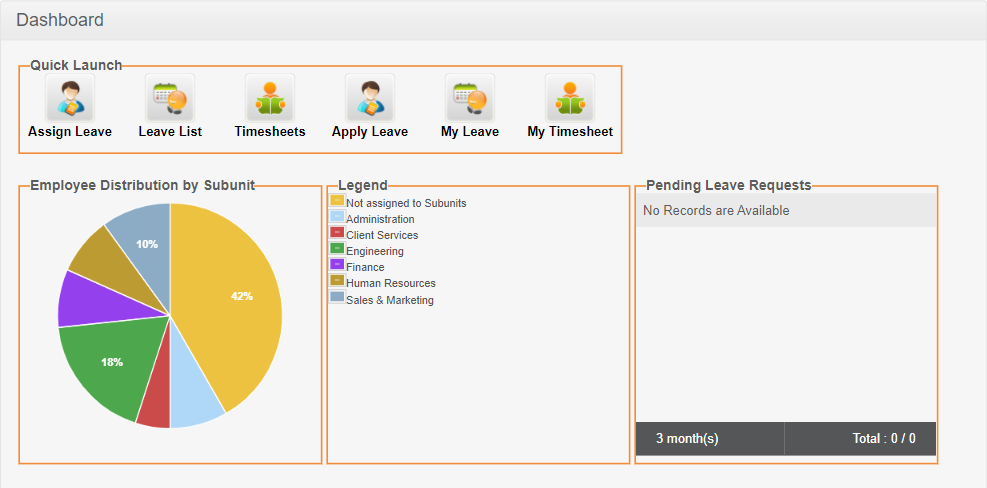 Dashboard
Quick Launch
Assign Leave
Leave List
Timesheets
Apply Leave
My Leave
My Timesheet
Employee Distribution by Subunit
10%
42%
18%
Legend
Not assigned to Subunits
Administration
Client Services
Engineering
Finance
Human Resources
Sales & Marketing
Pending Leave Requests
No Records are Available
3 month(s)
Total : 0 / 0